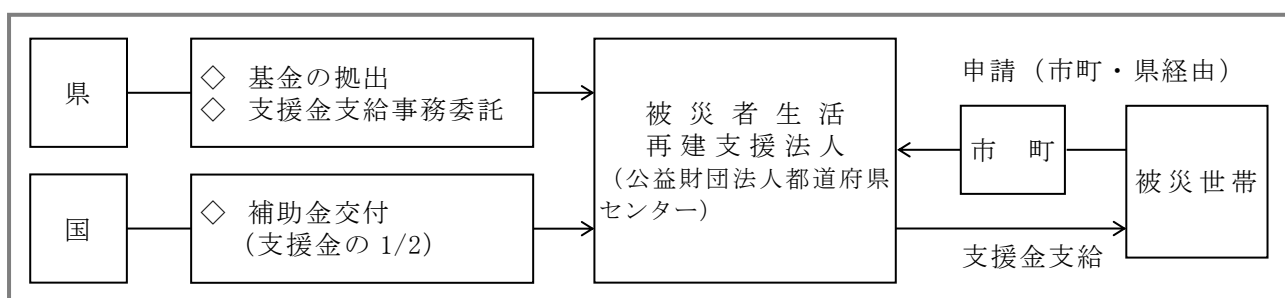 県
◇ 基金の拠出
◇ 支援金支給事務委託
国
◇ 補助金交付
(支援金の 1/2)
被災者生活
再建支援法人
(公益財団法人都道府県
センター)
申請(市町・県経由)
市 町
被災世帯
支援金支給